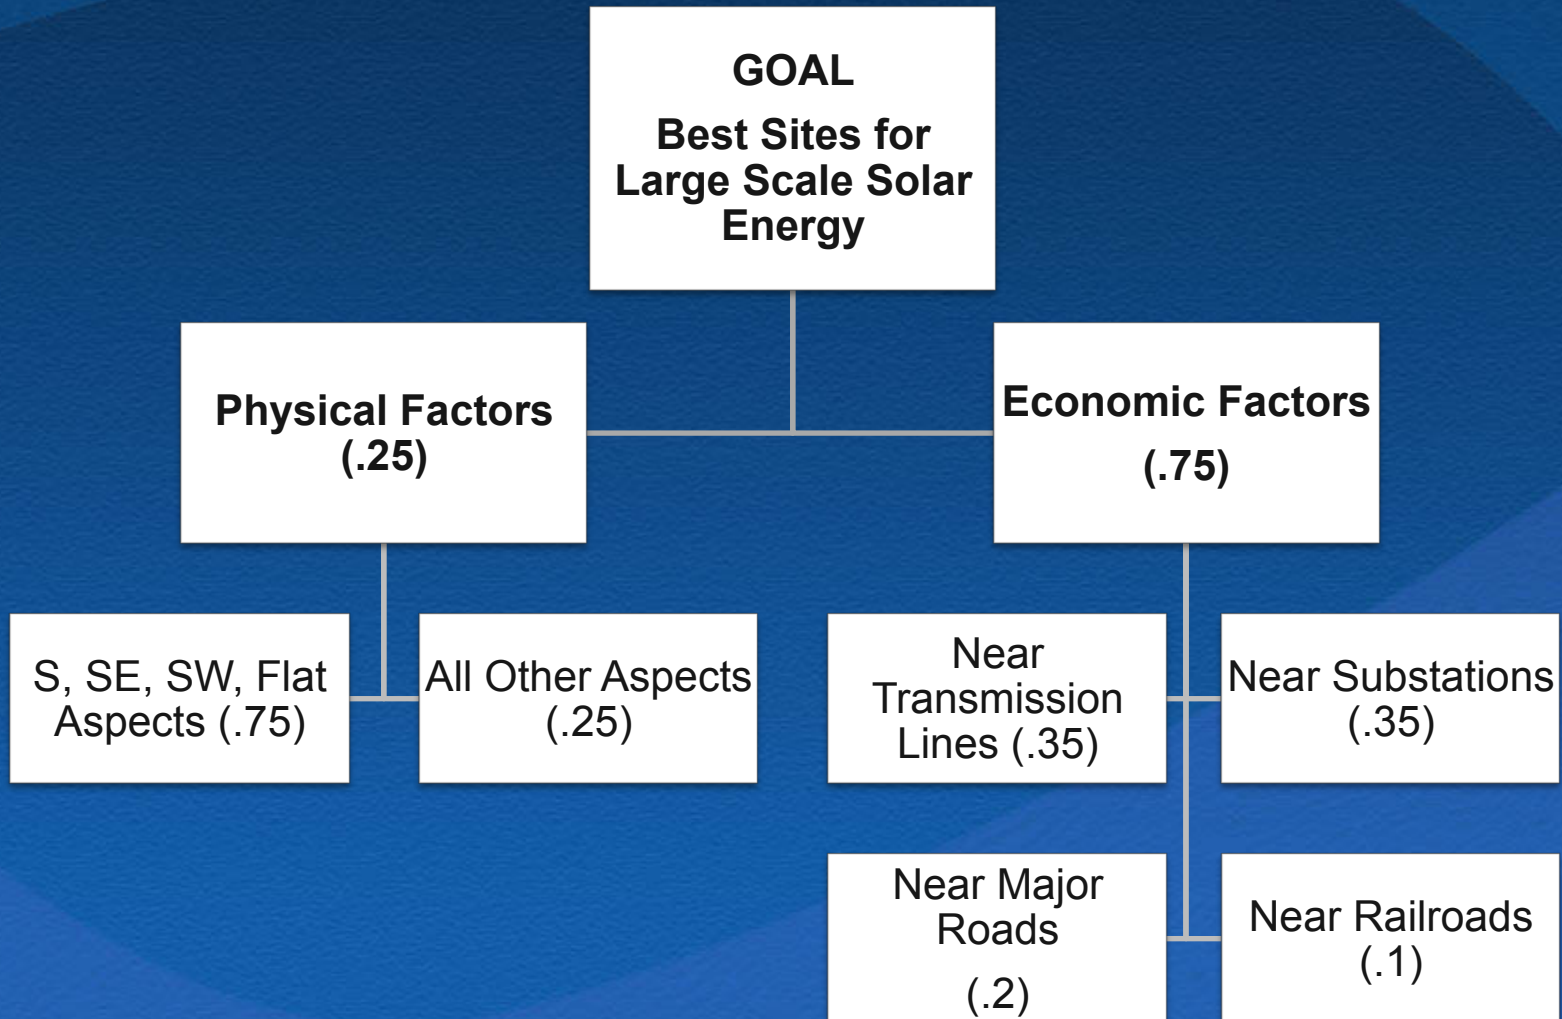 GOAL
Best Sites for
Large Scale Solar
Energy
Physical Factors
(.25)
Economic Factors
(.75)
S, SE, SW, Flat
Aspects (.75)
All Other Aspects
(.25)
Near
Transmission
Lines (.35)
Near Substations
(.35)
Near Major
Roads
(.2)
Near Railroads
(.1)